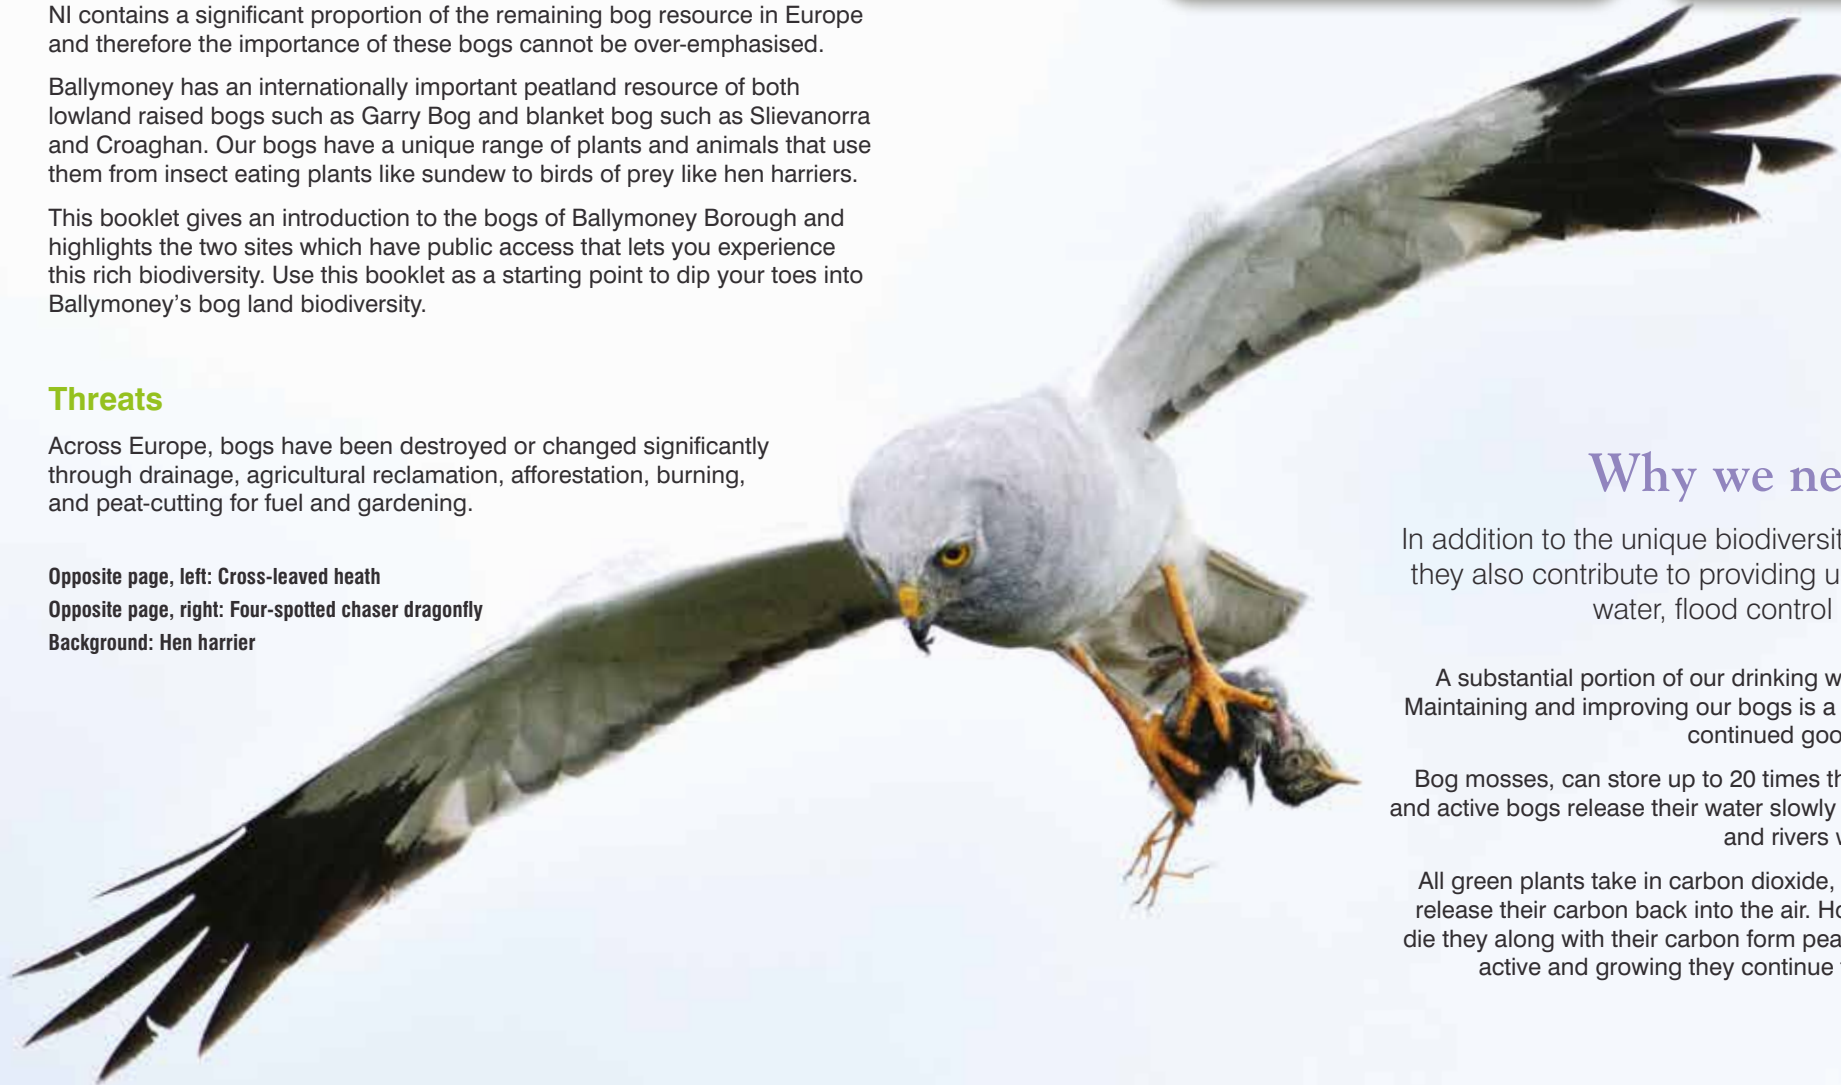 NI contains a significant proportion of the remaining bog resource in Europe
and therefore the importance of these bogs cannot be over-emphasised.
Ballymoney has an internationally important peatland resource of both
lowland raised bogs such as Garry Bog and blanket bog such as Slievanorra
and Croaghan. Our bogs have a unique range of plants and animals that use
them from insect eating plants like sundew to birds of prey like hen harriers.
This booklet gives an introduction to the bogs of Ballymoney Borough and
highlights the two sites which have public access that lets you experience
this rich biodiversity. Use this booklet as a starting point to dip your toes into
Ballymoney's bog land biodiversity.
Threats
Across Europe, bogs have been destroyed or changed significantly
through drainage, agricultural reclamation, afforestation, burning,
and peat-cutting for fuel and gardening.
Opposite page, left: Cross-leaved heath
Opposite page, right: Four-spotted chaser dragonfly
Background: Hen harrier
Why we ne
In addition to the unique biodiversit
they also contribute to providing u
water, flood control
A substantial portion of our drinking w
Maintaining and improving our bogs is a
continued goo
Bog mosses, can store up to 20 times th
and active bogs release their water slowly
and rivers w
All green plants take in carbon dioxide,
release their carbon back into the air. Ho
die they along with their carbon form pea
active and growing they continue t